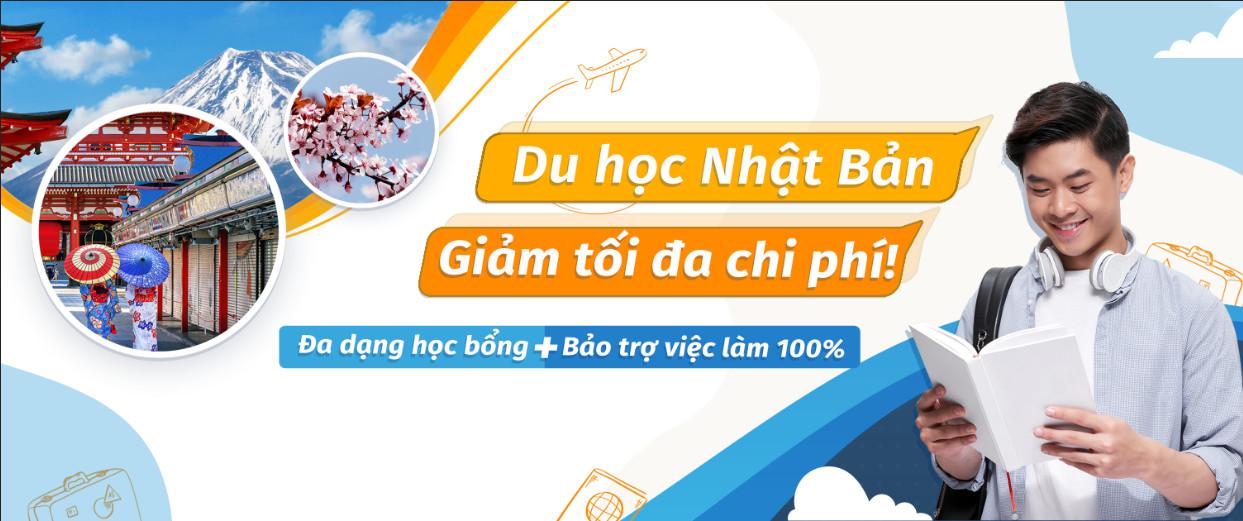 Du học Nhật Bản
Giảm tối đa chi phí!
Đa dạng học bổng + Bảo trợ việc làm 100%